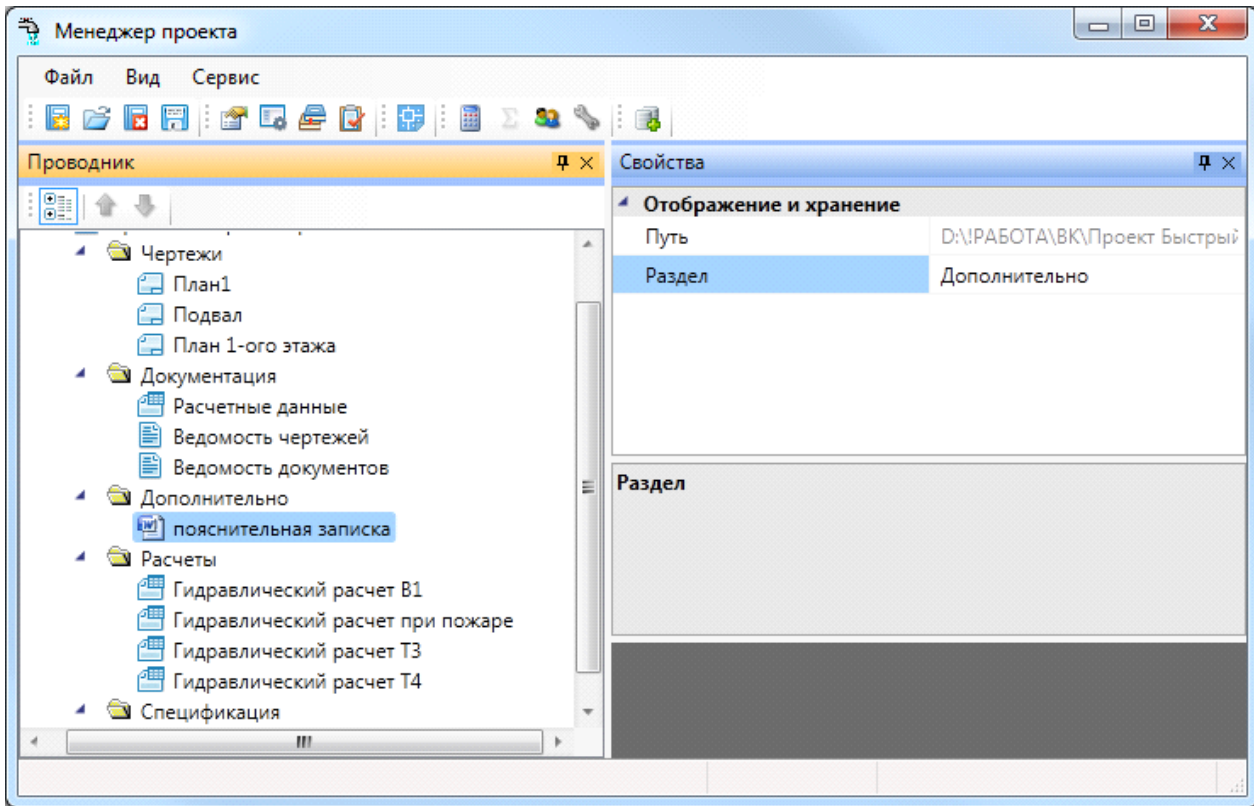 Менеджер проекта
Файл Вид Сервис
Проводник
Чертежи
План1
Подвал
План 1-ого этажа
Документация
Расчетные данные
Ведомость чертежей
Ведомость документов
Дополнительно
пояснительная записка
Расчеты
Гидравлический расчет В1
Гидравлический расчет при пожаре
Гидравлический расчет Т3
Гидравлический расчет Т4
Спецификация
Свойства
Отображение и хранение
Путь D:\!РАБОТА\ВК\Проект Быстрый
Раздел Дополнительно
Раздел